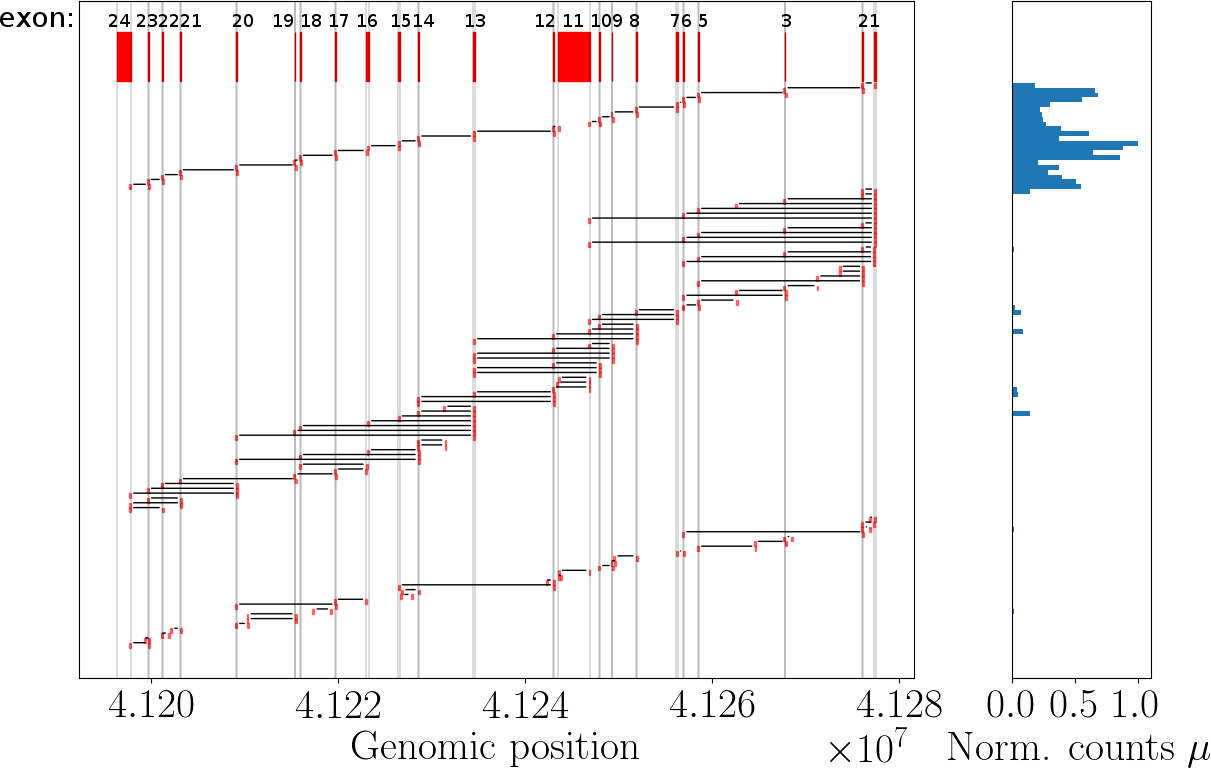 exon: 24 23 22 21 20 19 18 17 16 15 14 13 12 11 10 9 8 7 6 5 3 2 1
4.120 4.122 4.124 4.126 4.128 0.0 0.5 1.0
Genomic position ×10⁷ Norm. counts μ